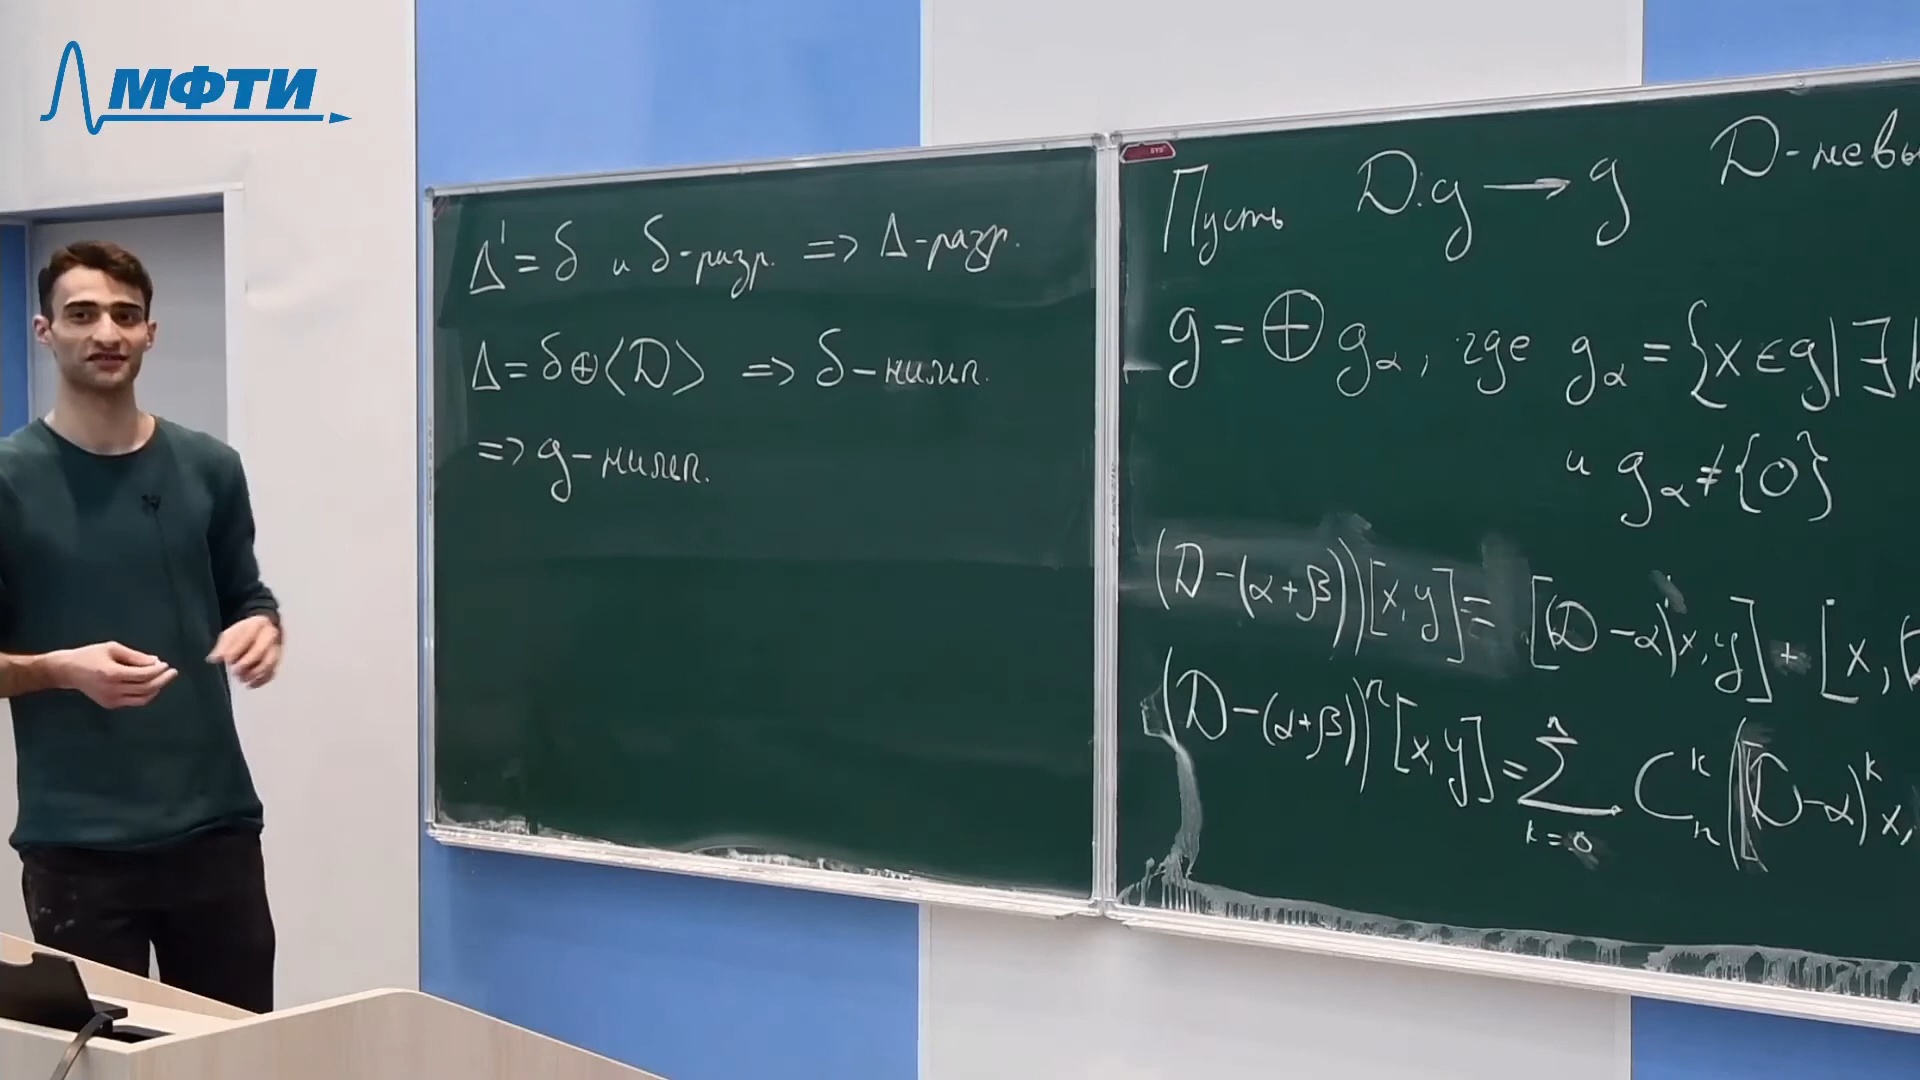 МФТИ
Δ' = δ и δ-разр. => Δ-разр.
Δ = δ⊕⟨D⟩ => δ-нильп.
=> g-нильп.
Пусть D: g → g D-невы
g = ⊕ g_α, где g_α = {x ∈ g | ∃ k
и g_α ≠ {0}
(D-(α+β))[x,y] = [(D-α)x,y] + [x,(
(D-(α+β))^n [x,y] = ∑_{k=0}^{n} C_n^k [(D-α)^k x,